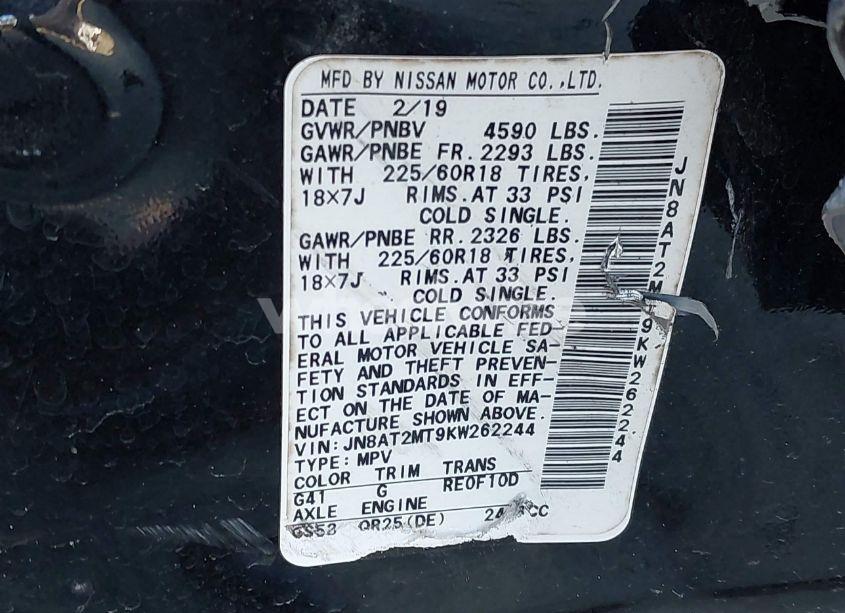 MFD BY NISSAN MOTOR CO.,LTD.
DATE 2/19
GVWR/PNBV 4590 LBS.
GAWR/PNBE FR. 2293 LBS.
WITH 225/60R18 TIRES,
18×7J RIMS.AT 33 PSI
COLD SINGLE.
GAWR/PNBE RR. 2326 LBS.
WITH 225/60R18 TIRES,
18×7J RIMS.AT 33 PSI
COLD SINGLE.
THIS VEHICLE CONFORMS
TO ALL APPLICABLE FED-
ERAL MOTOR VEHICLE SA-
FETY AND THEFT PREVEN-
TION STANDARDS IN EFF-
ECT ON THE DATE OF MA-
NUFACTURE SHOWN ABOVE.
VIN:JN8AT2MT9KW262244
TYPE:MPV
COLOR TRIM TRANS
G41 G RE0F10D
AXLE ENGINE
GS53 QR25(DE)